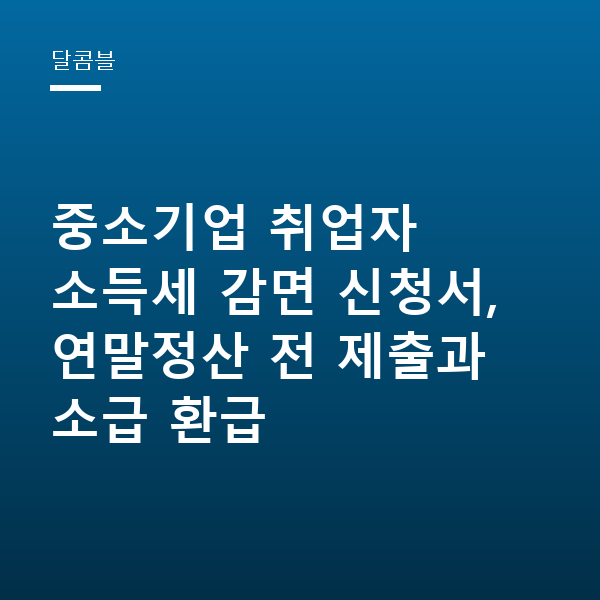 달콤블
중소기업 취업자
소득세 감면 신청서,
연말정산 전 제출과
소급 환급